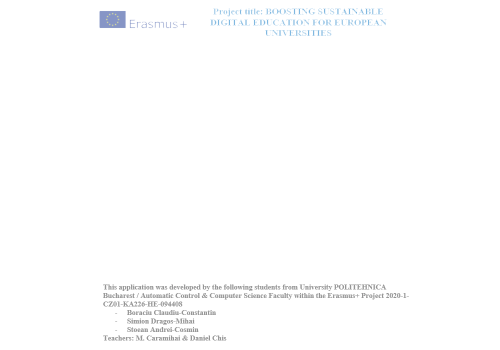 Erasmus+
Project title: BOOSTING SUSTAINABLE
DIGITAL EDUCATION FOR EUROPEAN
UNIVERSITIES
This application was developed by the following students from University POLITEHNICA
Bucharest / Automatic Control & Computer Science Faculty within the Erasmus+ Project 2020-1-
CZ01-KA226-HE-094408
- Boraciu Claudiu-Constantin
- Simion Dragos-Mihai
- Stoean Andrei-Cosmin
Teachers: M. Caramihai & Daniel Chis